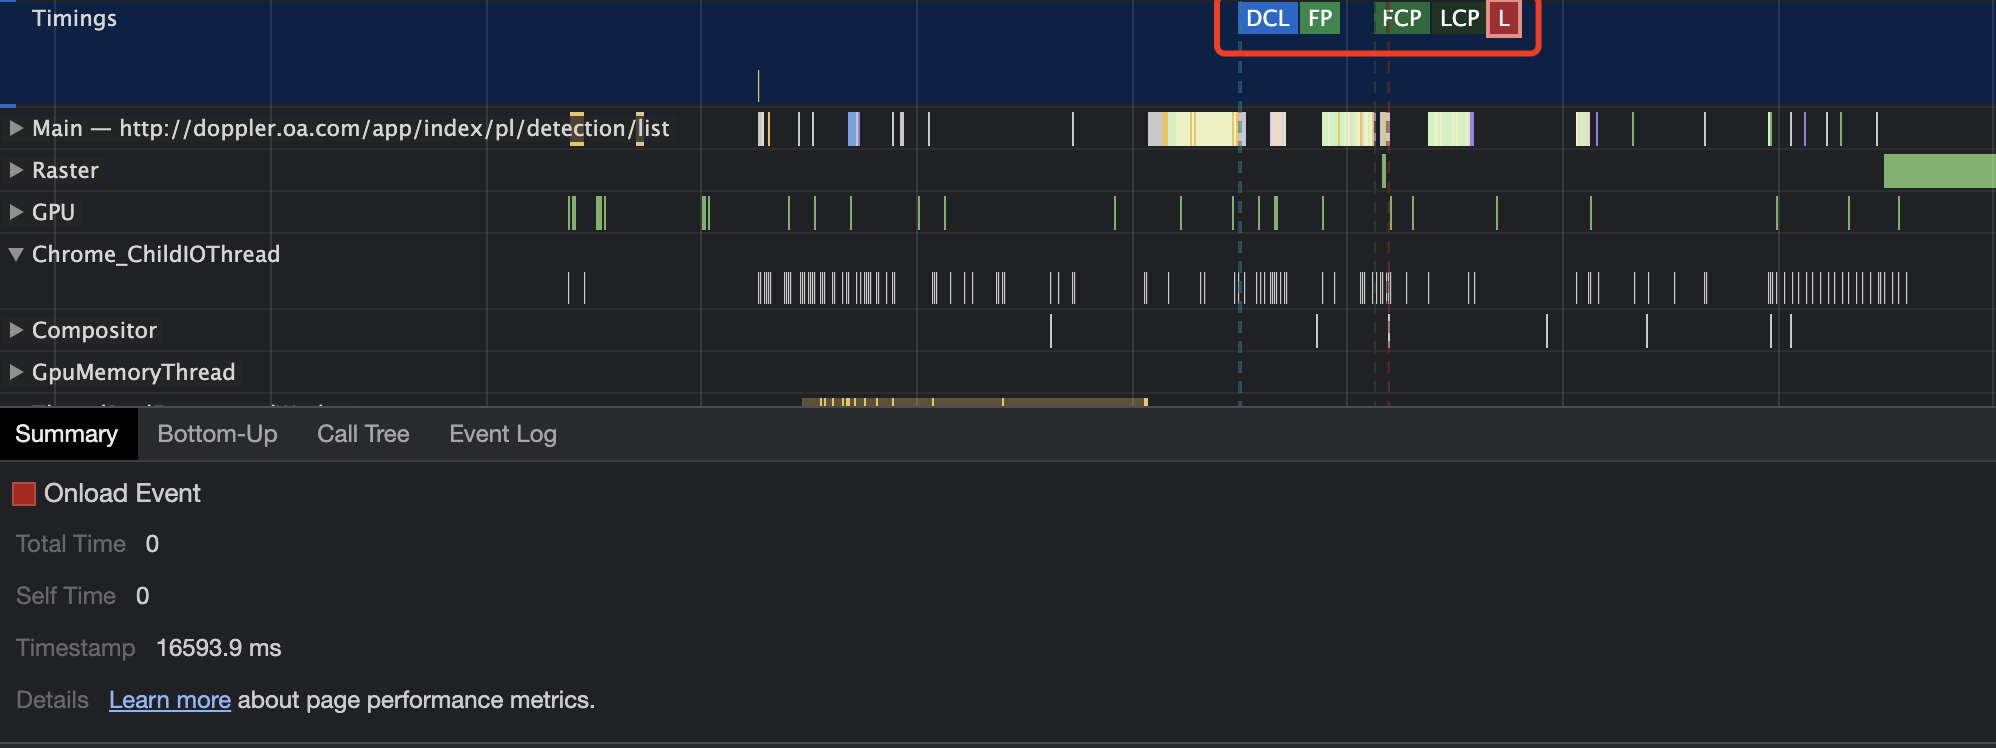 Timings DCL FP FCP LCP L
Main — http://doppler.oa.com/app/index/pl/detection/list
Raster
GPU
Chrome_ChildIOThread
Compositor
GpuMemoryThread
Summary Bottom-Up Call Tree Event Log
Onload Event
Total Time 0
Self Time 0
Timestamp 16593.9 ms
Details Learn more about page performance metrics.